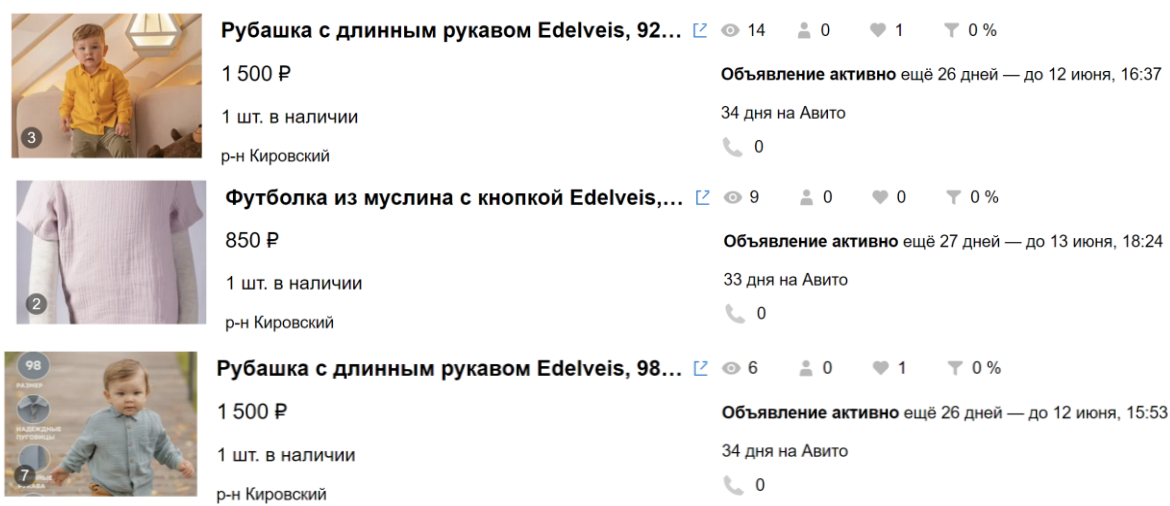 Рубашка с длинным рукавом Edelveis, 92... 14 0 1 0 %
1 500 ₽
Объявление активно ещё 26 дней — до 12 июня, 16:37
1 шт. в наличии
34 дня на Авито
3
р-н Кировский
0
Футболка из муслина с кнопкой Edelveis,... 9 0 0 0 %
850 ₽
Объявление активно ещё 27 дней — до 13 июня, 18:24
1 шт. в наличии
33 дня на Авито
2
р-н Кировский
0
98
РАЗМЕР
НАДЕЖДНЫЕ
ПУГОВИЦЫ
7
Рубашка с длинным рукавом Edelveis, 98... 6 0 1 0 %
1 500 ₽
Объявление активно ещё 26 дней — до 12 июня, 15:53
1 шт. в наличии
34 дня на Авито
р-н Кировский
0